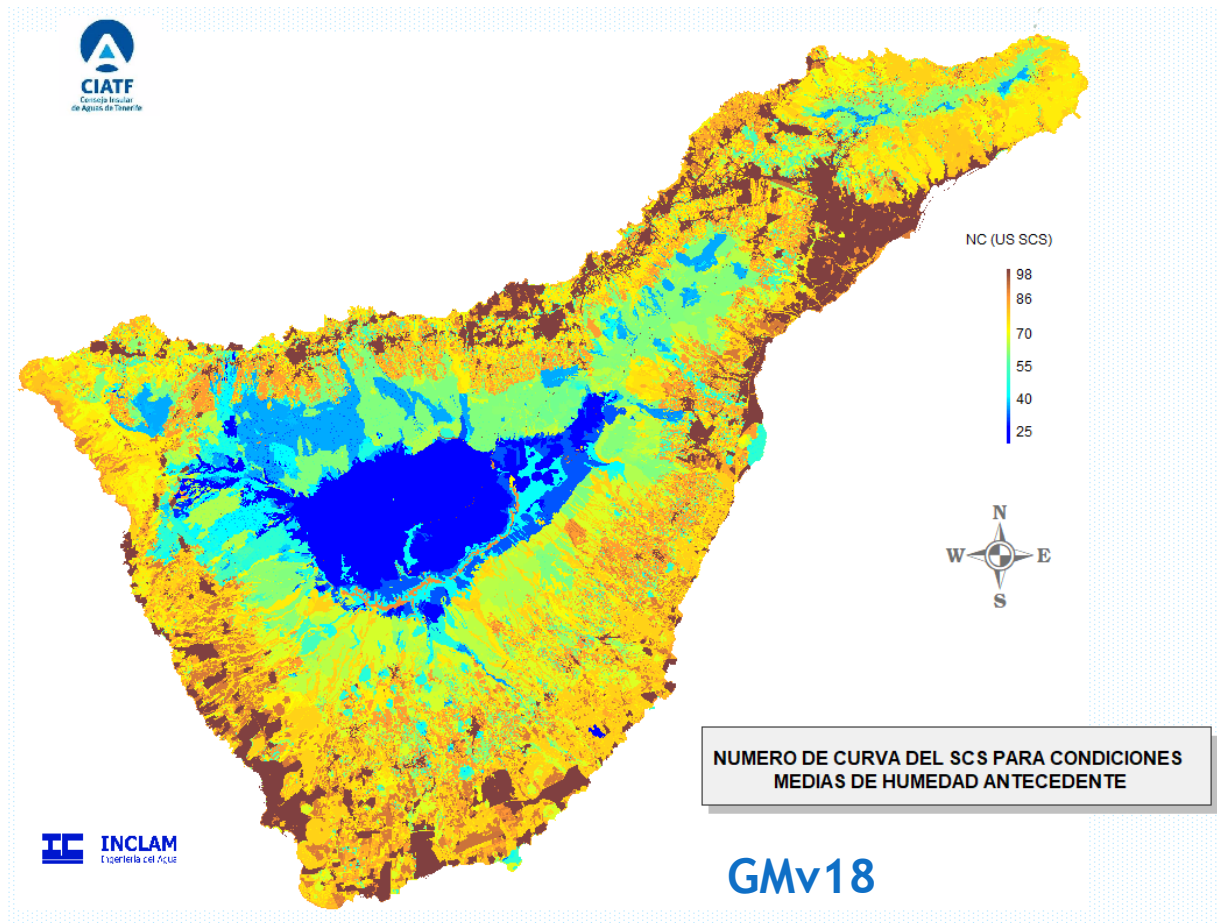 CIATF
Consejo Insular
de Aguas de Tenerife
NC (US SCS)
98
86
70
55
40
25
N
W E
S
NUMERO DE CURVA DEL SCS PARA CONDICIONES
MEDIAS DE HUMEDAD ANTECEDENTE
INCLAM
Ingeniería del Agua
GMv18